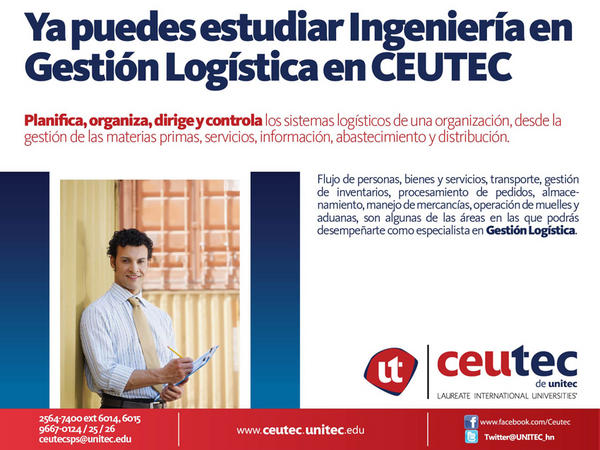 Ya puedes estudiar Ingeniería en
Gestión Logística en CEUTEC
Planifica, organiza, dirige y controla los sistemas logísticos de una organización, desde la
gestión de las materias primas, servicios, información, abastecimiento y distribución.
Flujo de personas, bienes y servicios, transporte, gestión
de inventarios, procesamiento de pedidos, almace-
namiento, manejo de mercancías, operación de muelles y
aduanas, son algunas de las áreas en las que podrás
desempeñarte como especialista en Gestión Logística.
ut
ceutec
de unitec
LAUREATE INTERNATIONAL UNIVERSITIES®
2564-7400 ext 6014, 6015
9667-0124 / 25 / 26
ceutecsps@unitec.edu
www.ceutec.unitec.edu
f
www.facebook.com/Ceutec
t
Twitter@UNITEC_hn